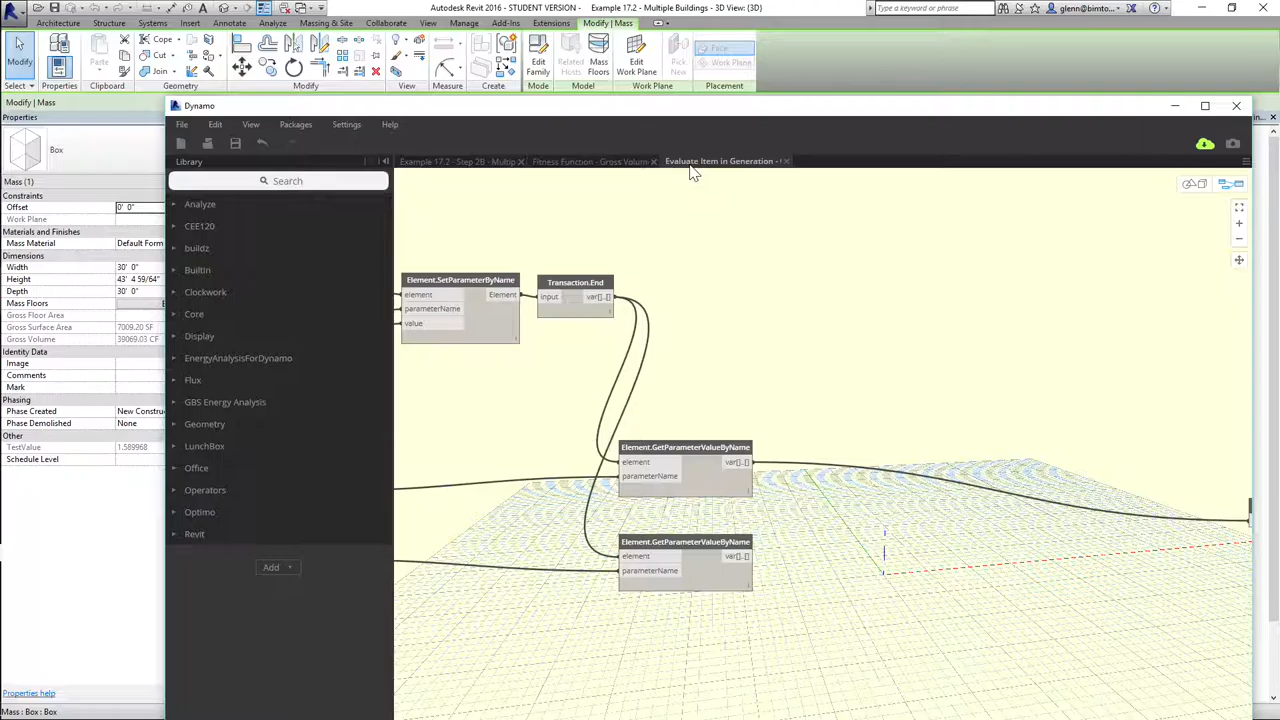 Autodesk Revit 2016 - STUDENT VERSION - Example 17.2 - Multiple Buildings - 3D View: {3D}
Type a keyword or phrase
glenn@binto...
Architecture Structure Systems Insert Annotate Analyze Massing & Site Collaborate View Manage Add-Ins Extensions Modify | Mass
Modify
Paste
Cope
Cut
Join
Edit Family
Related Hosts
Mass Floors
Edit Work Plane
Pick New
Face
Work Plane
Select Properties Clipboard Geometry Modify View Measure Create Mode Model Work Plane Placement
Modify | Mass
Properties
Box
Mass (1)
Constraints
Offset 0' 0"
Work Plane
Materials and Finishes
Mass Material Default Form
Dimensions
Width 30' 0"
Height 43' 4 59/64"
Depth 30' 0"
Mass Floors
Gross Floor Area
Gross Surface Area 7009.20 SF
Gross Volume 39069.03 CF
Identity Data
Image
Comments
Mark
Phasing
Phase Created New Construc
Phase Demolished None
Other
TestValue 1.589968
Schedule Level
Properties help
Mass : Box : Box
Dynamo
File Edit View Packages Settings Help
Library
Search
Analyze
CEE120
buildz
BuiltIn
Clockwork
Core
Display
EnergyAnalysisForDynamo
Flux
GBS Energy Analysis
Geometry
LunchBox
Office
Operators
Optimo
Revit
Add
Example 17.2 - Step 2B - Multip
Fitness Function - Gross Volum
Evaluate Item in Generation -
Element.SetParameterByName
element Element
parameterName
value
Transaction.End
input var[]..[]
Element.GetParameterValueByName
element var[]..[]
parameterName
Element.GetParameterValueByName
element var[]..[]
parameterName